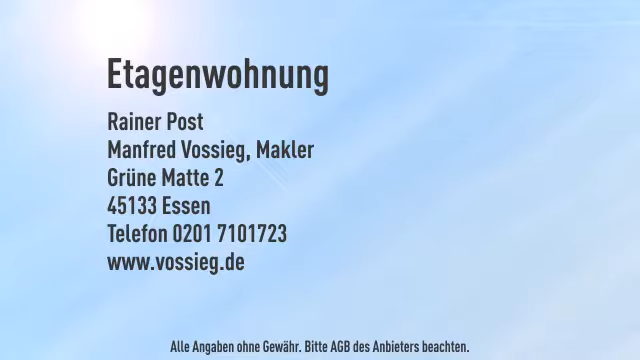 Etagenwohnung
Rainer Post
Manfred Vossieg, Makler
Grüne Matte 2
45133 Essen
Telefon 0201 7101723
www.vossieg.de
Alle Angaben ohne Gewähr. Bitte AGB des Anbieters beachten.